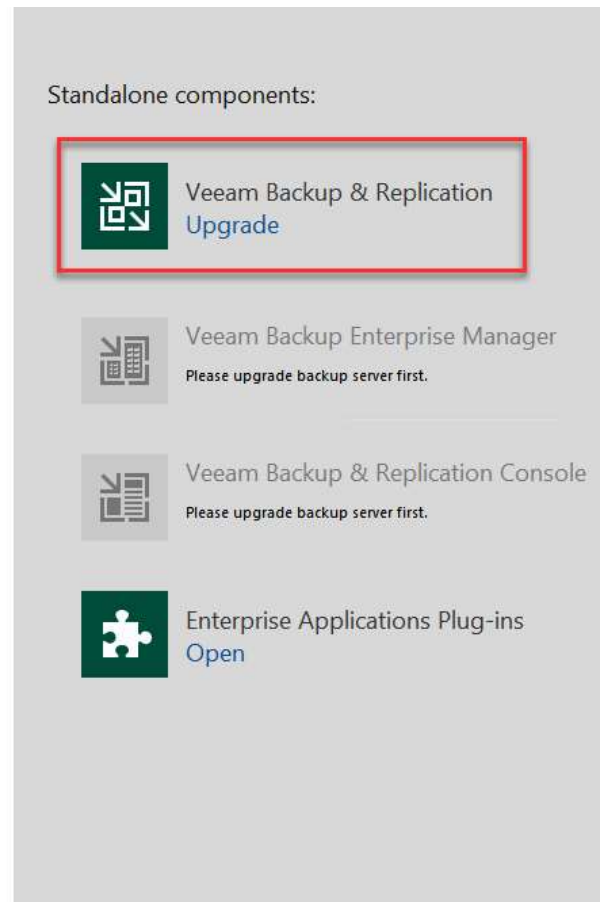 Standalone components:
Veeam Backup & Replication
Upgrade
Veeam Backup Enterprise Manager
Please upgrade backup server first.
Veeam Backup & Replication Console
Please upgrade backup server first.
Enterprise Applications Plug-ins
Open